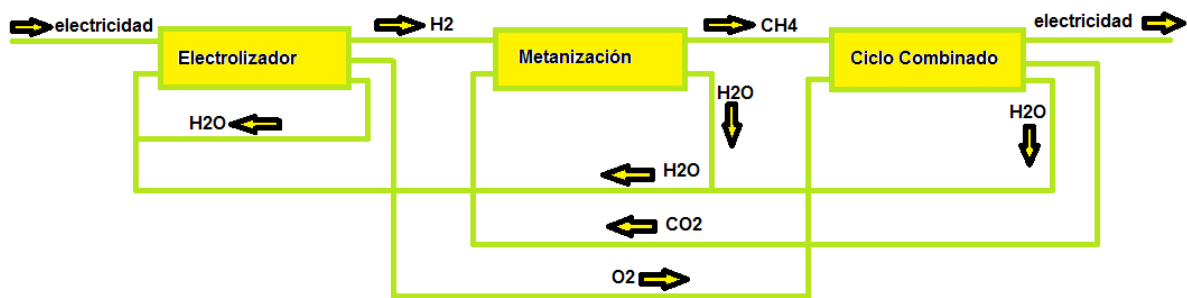 electricidad
H2
CH4
electricidad
Electrolizador
Metanización
Ciclo Combinado
H2O
H2O
H2O
H2O
CO2
O2